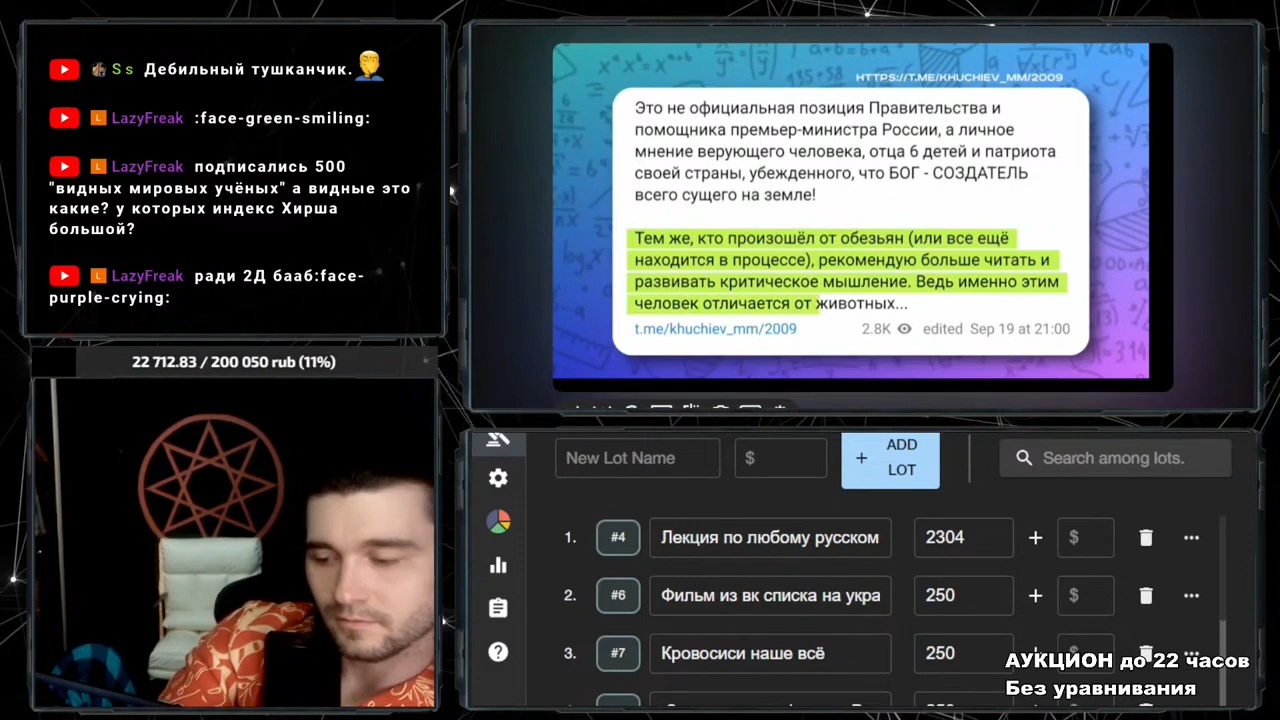 S s Дебильный тушканчик.
LazyFreak :face-green-smiling:
LazyFreak подписались 500
"видных мировых учёных" а видные это
какие? у которых индекс Хирша
большой?
LazyFreak ради 2Д бааб:face-
purple-crying:
22 712.83 / 200 050 rub (11%)
HTTPS://T.ME/KHUCHIEV_MM/2009
Это не официальная позиция Правительства и
помощника премьер-министра России, а личное
мнение верующего человека, отца 6 детей и патриота
своей страны, убежденного, что БОГ - СОЗДАТЕЛЬ
всего сущего на земле!
Тем же, кто произошёл от обезьян (или все ещё
находится в процессе), рекомендую больше читать и
развивать критическое мышление. Ведь именно этим
человек отличается от животных...
t.me/khuchiev_mm/2009 2.8K edited Sep 19 at 21:00
New Lot Name $ + ADD LOT Search among lots.
1. #4 Лекция по любому русском 2304 + $
2. #6 Фильм из вк списка на укра 250 + $
3. #7 Кровосиси наше всё 250
АУКЦИОН до 22 часов
Без уравнивания